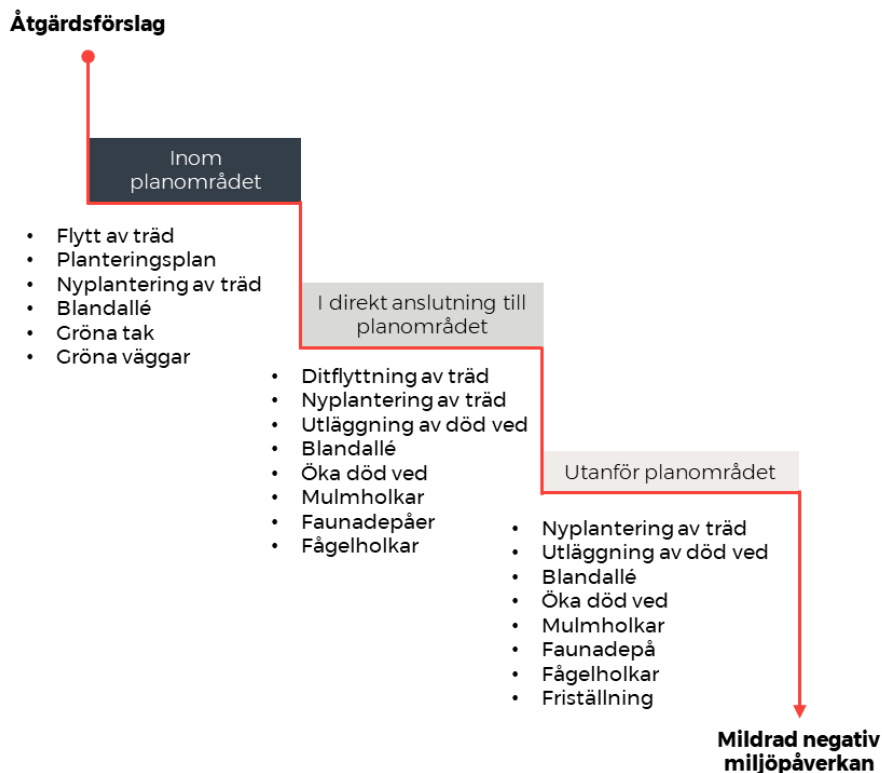 Åtgärdsförslag
Inom
planområdet
• Flytt av träd
• Planteringsplan
• Nyplantering av träd
• Blandallé
• Gröna tak
• Gröna väggar
I direkt anslutning till
planområdet
• Ditflyttning av träd
• Nyplantering av träd
• Utläggning av död ved
• Blandallé
• Öka död ved
• Mulmholkar
• Faunadepåer
• Fågelholkar
Utanför planområdet
• Nyplantering av träd
• Utläggning av död ved
• Blandallé
• Öka död ved
• Mulmholkar
• Faunadepå
• Fågelholkar
• Friställning
Mildrad negativ
miljöpåverkan